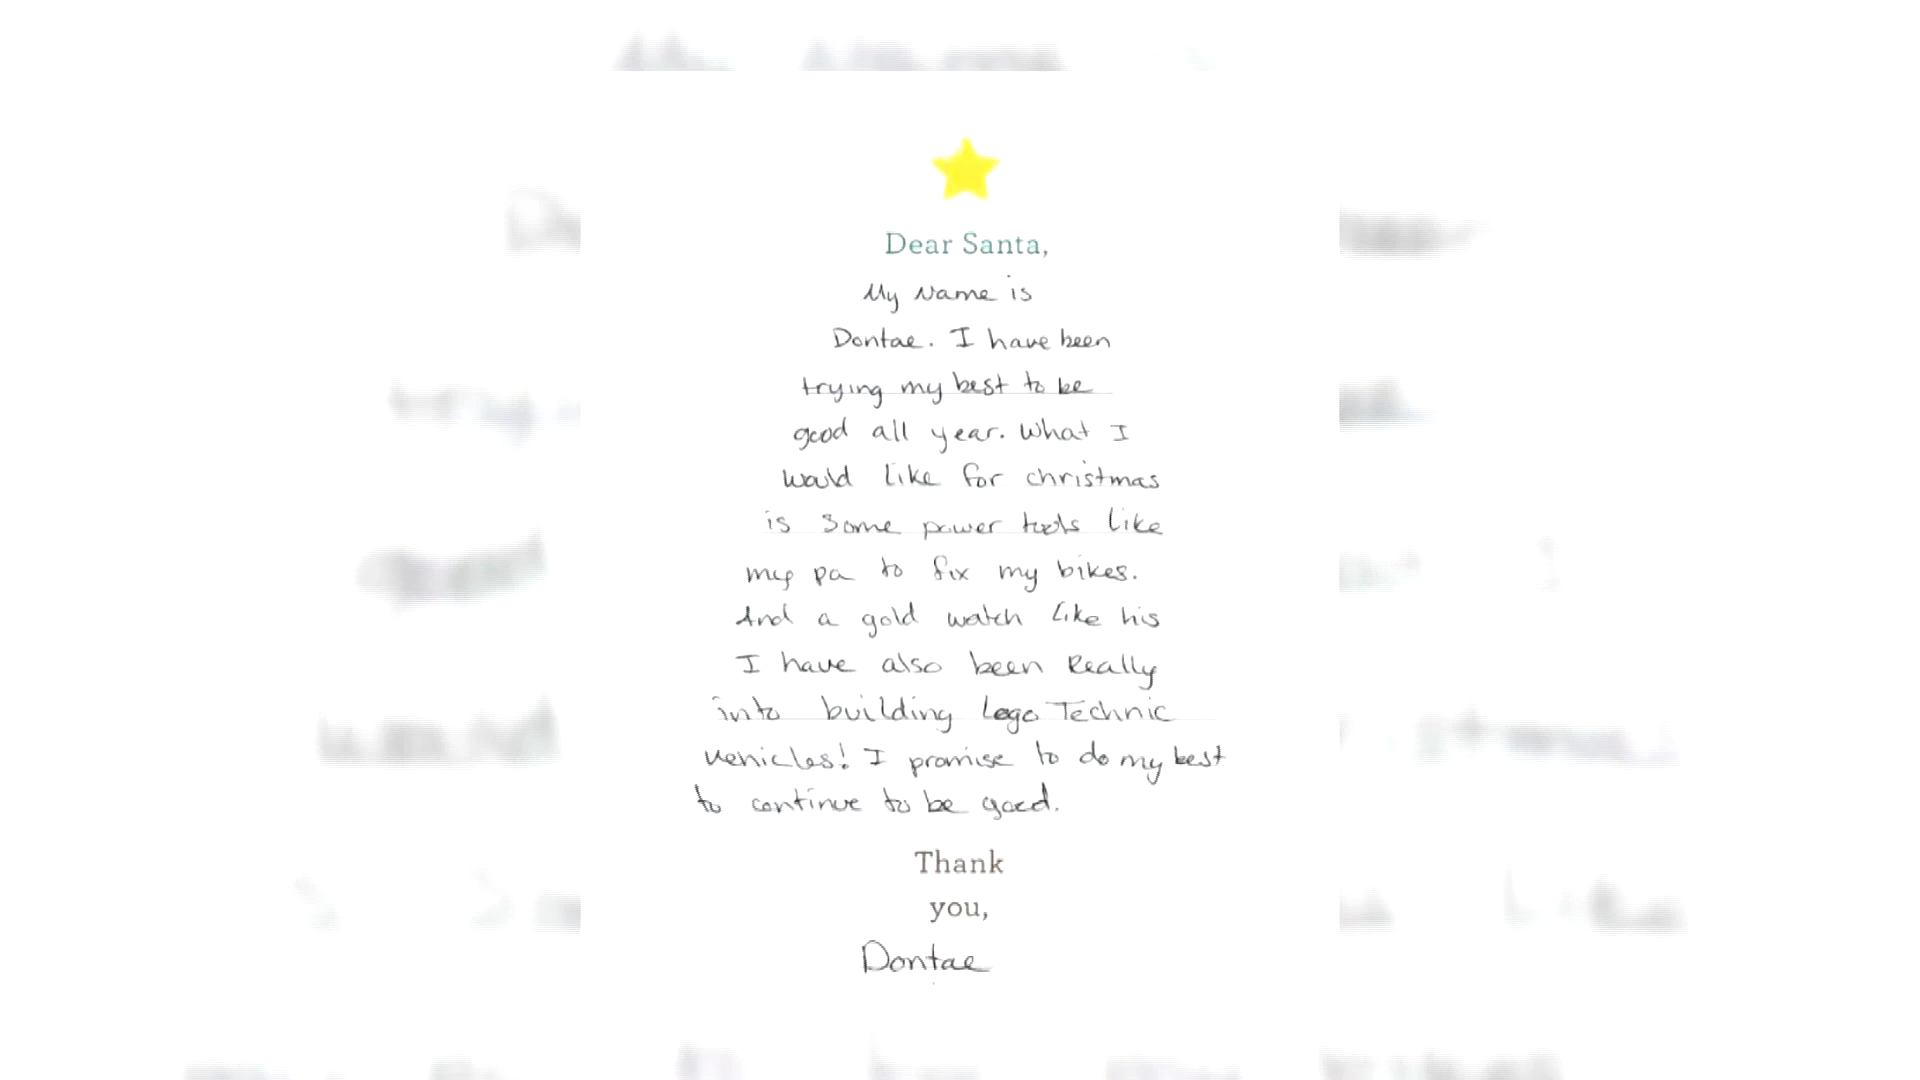 Dear Santa,
My Name is
Dontae. I have been
trying my best to be
good all year. What I
would like for christmas
is some power tools like
my pa to fix my bikes.
And a gold watch like his
I have also been Really
into building Lego Technic
vehicles! I promise to do my best
to continue to be good.
Thank
you,
Dontae